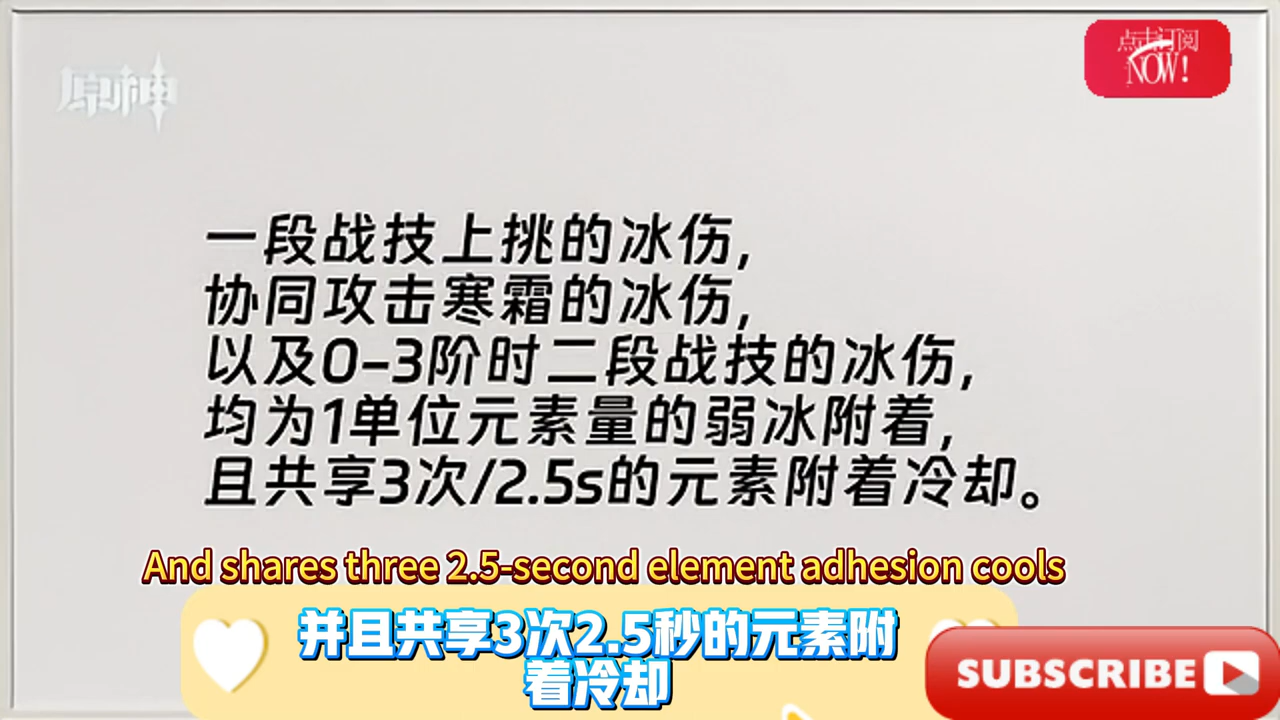 原神
点击订阅
NOW!
一段战技上挑的冰伤，
协同攻击寒霜的冰伤，
以及0-3阶时二段战技的冰伤，
均为1单位元素量的弱冰附着，
且共享3次/2.5s的元素附着冷却。
And shares three 2.5-second element adhesion cools
并且共享3次2.5秒的元素附
着冷却
SUBSCRIBE